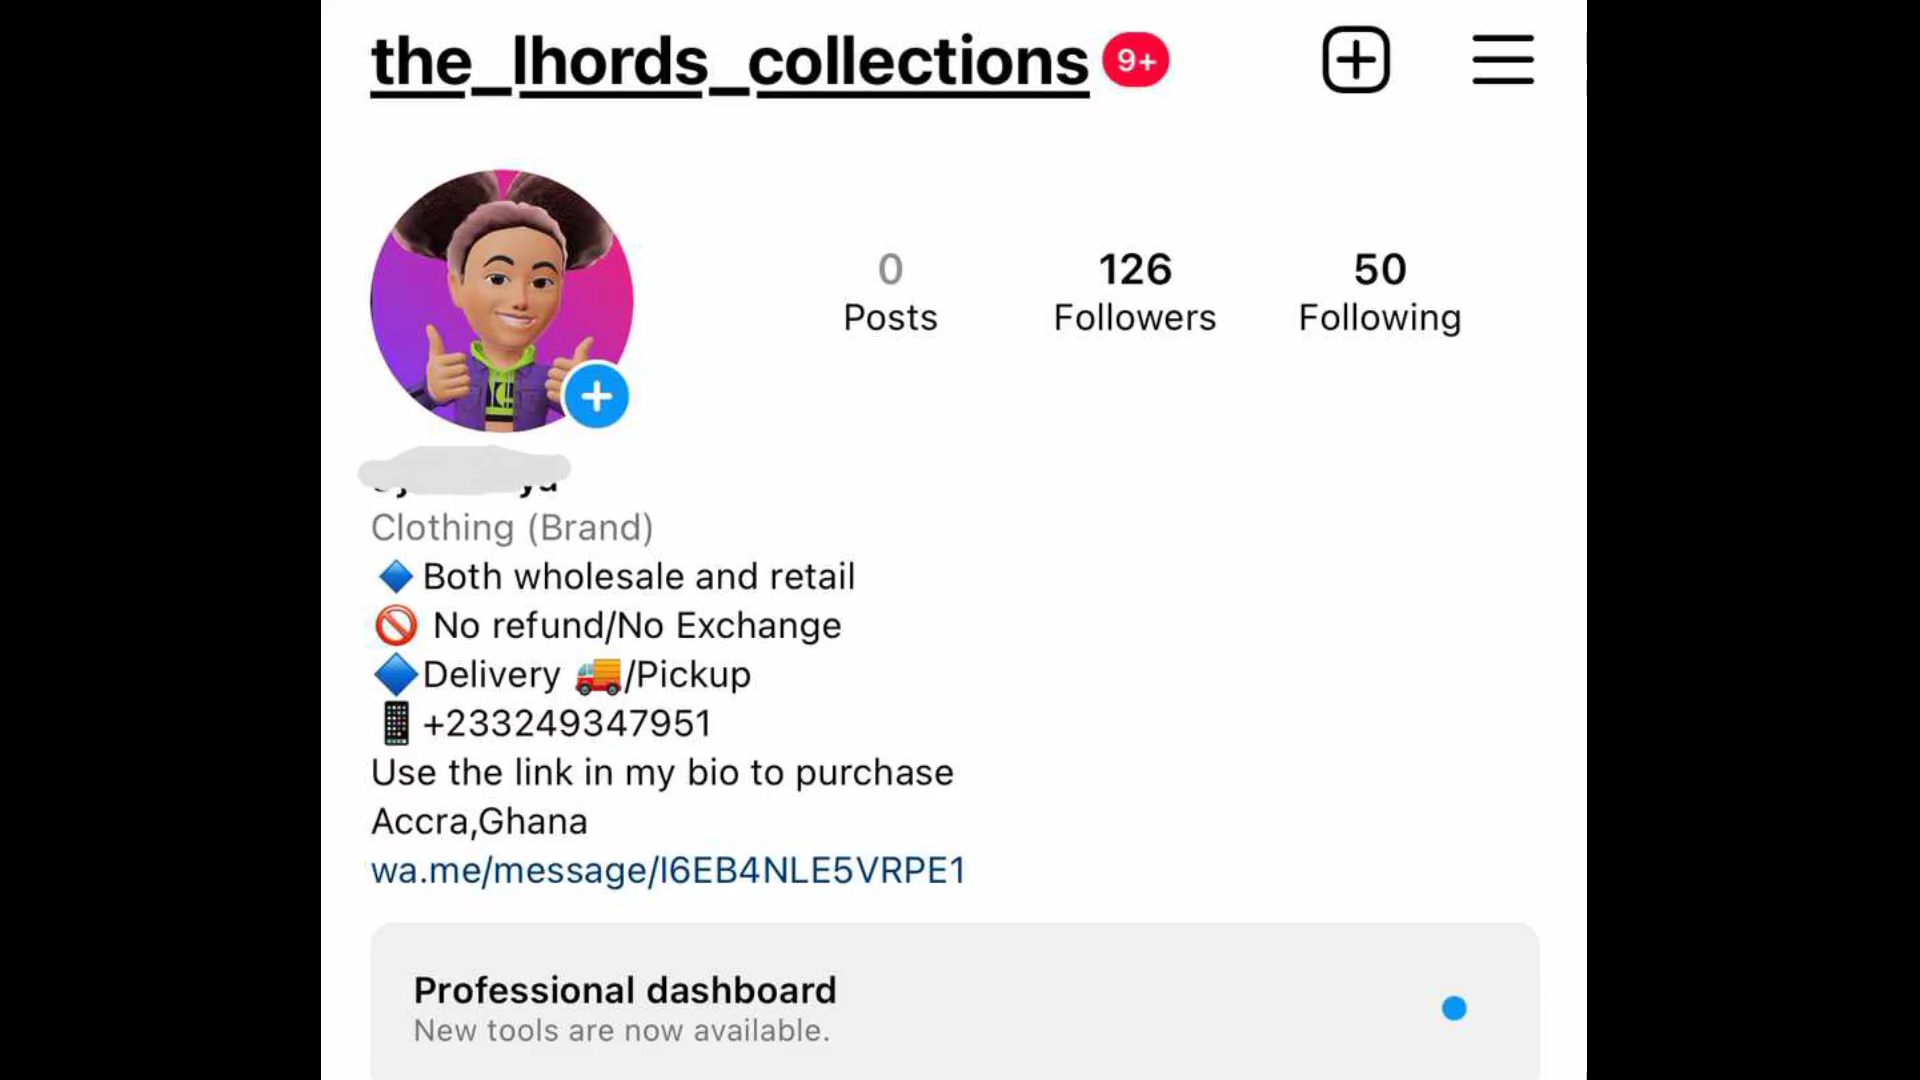 the_lhords_collections 9+
0 126 50
Posts Followers Following
Clothing (Brand)
🔷Both wholesale and retail
🚫 No refund/No Exchange
🔷Delivery 🚚/Pickup
📱+233249347951
Use the link in my bio to purchase
Accra,Ghana
wa.me/message/I6EB4NLE5VRPE1
Professional dashboard
New tools are now available.